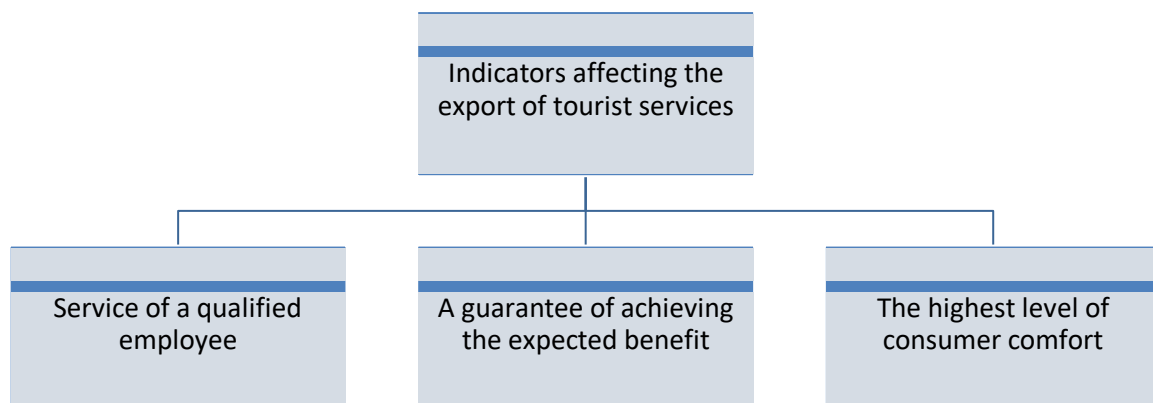 Indicators affecting the
export of tourist services
Service of a qualified
employee
A guarantee of achieving
the expected benefit
The highest level of
consumer comfort